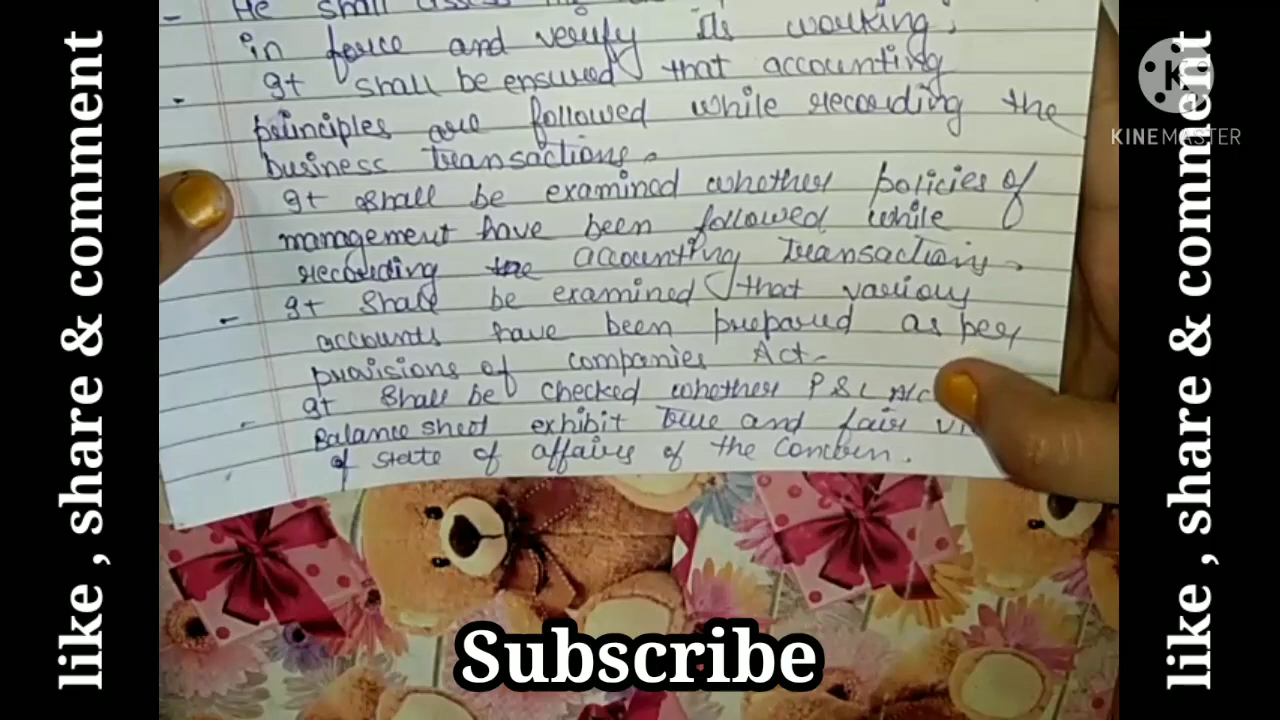 - He shall assess
in force and verify its working.
- It shall be ensured that accounting
principles are followed while recording the
business transactions.
It shall be examined whether policies of
management have been followed while
recording the accounting transactions.
- It shall be examined that various
accounts have been prepared as per
provisions of companies Act.
- It shall be checked whether P & L A/c
Balance sheet exhibit true and fair
of state of affairs of the concern.
like , share & comment
like , share & comment
K
KINEMASTER
Subscribe